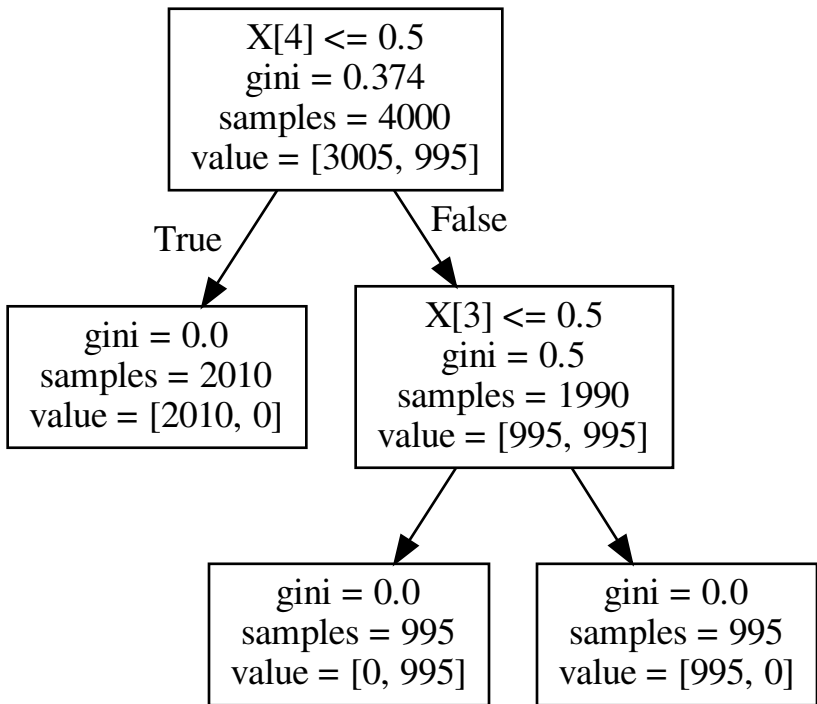 X[4] <= 0.5
gini = 0.374
samples = 4000
value = [3005, 995]
True
False
gini = 0.0
samples = 2010
value = [2010, 0]
X[3] <= 0.5
gini = 0.5
samples = 1990
value = [995, 995]
gini = 0.0
samples = 995
value = [0, 995]
gini = 0.0
samples = 995
value = [995, 0]